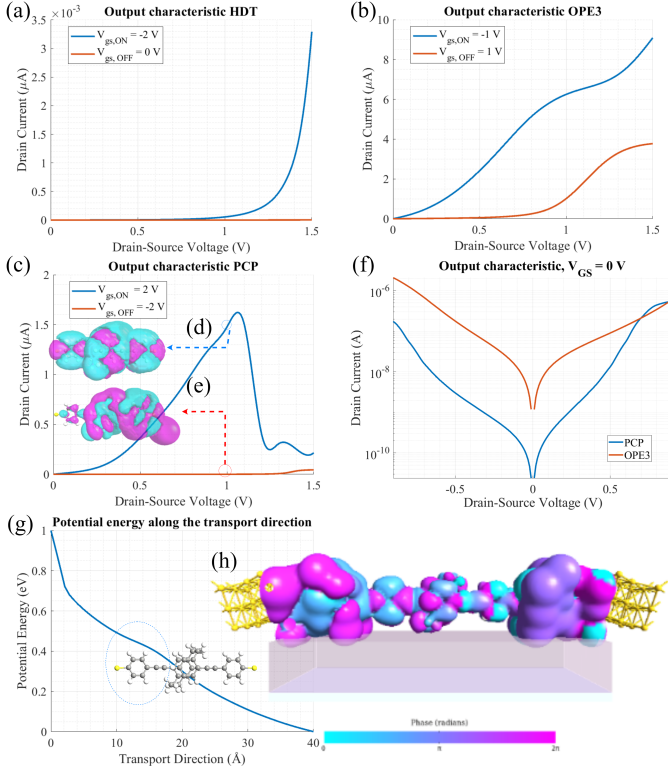 (a)
Output characteristic HDT
3.5 ×10-3
3
2.5
2
1.5
1
0.5
0
Drain Current (μA)
Vgs,ON = -2 V
Vgs, OFF = 0 V
0 0.5 1 1.5
Drain-Source Voltage (V)
(b)
Output characteristic OPE3
10
8
6
4
2
0
Drain Current (μA)
Vgs,ON = -1 V
Vgs, OFF = 1 V
0 0.5 1 1.5
Drain-Source Voltage (V)
(c)
Output characteristic PCP
2
1.5
1
0.5
0
Drain Current (μA)
Vgs,ON = 2 V
Vgs,OFF = -2 V
(d)
(e)
0 0.5 1 1.5
Drain-Source Voltage (V)
(f)
Output characteristic, VGS = 0 V
10-6
10-8
10-10
Drain Current (A)
PCP
OPE3
-0.5 0 0.5
Drain-Source Voltage (V)
(g)
Potential energy along the transport direction
1
0.8
0.6
0.4
0.2
0
Potential Energy (eV)
0 10 20 30 40
Transport Direction (Å)
(h)
Phase (radians)
0 π 2π